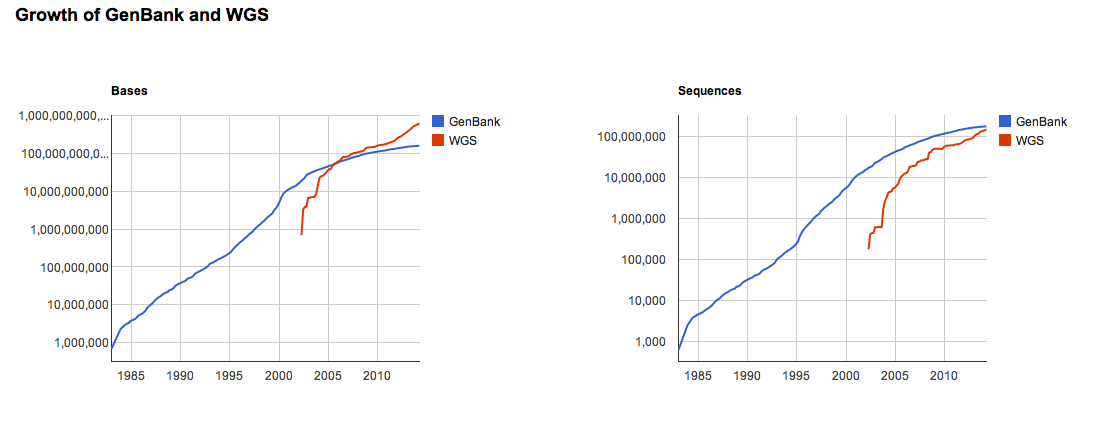 Growth of GenBank and WGS
Bases
1,000,000,000,...
100,000,000,0...
10,000,000,000
1,000,000,000
100,000,000
10,000,000
1,000,000
1985 1990 1995 2000 2005 2010
GenBank
WGS
Sequences
100,000,000
10,000,000
1,000,000
100,000
10,000
1,000
1985 1990 1995 2000 2005 2010
GenBank
WGS